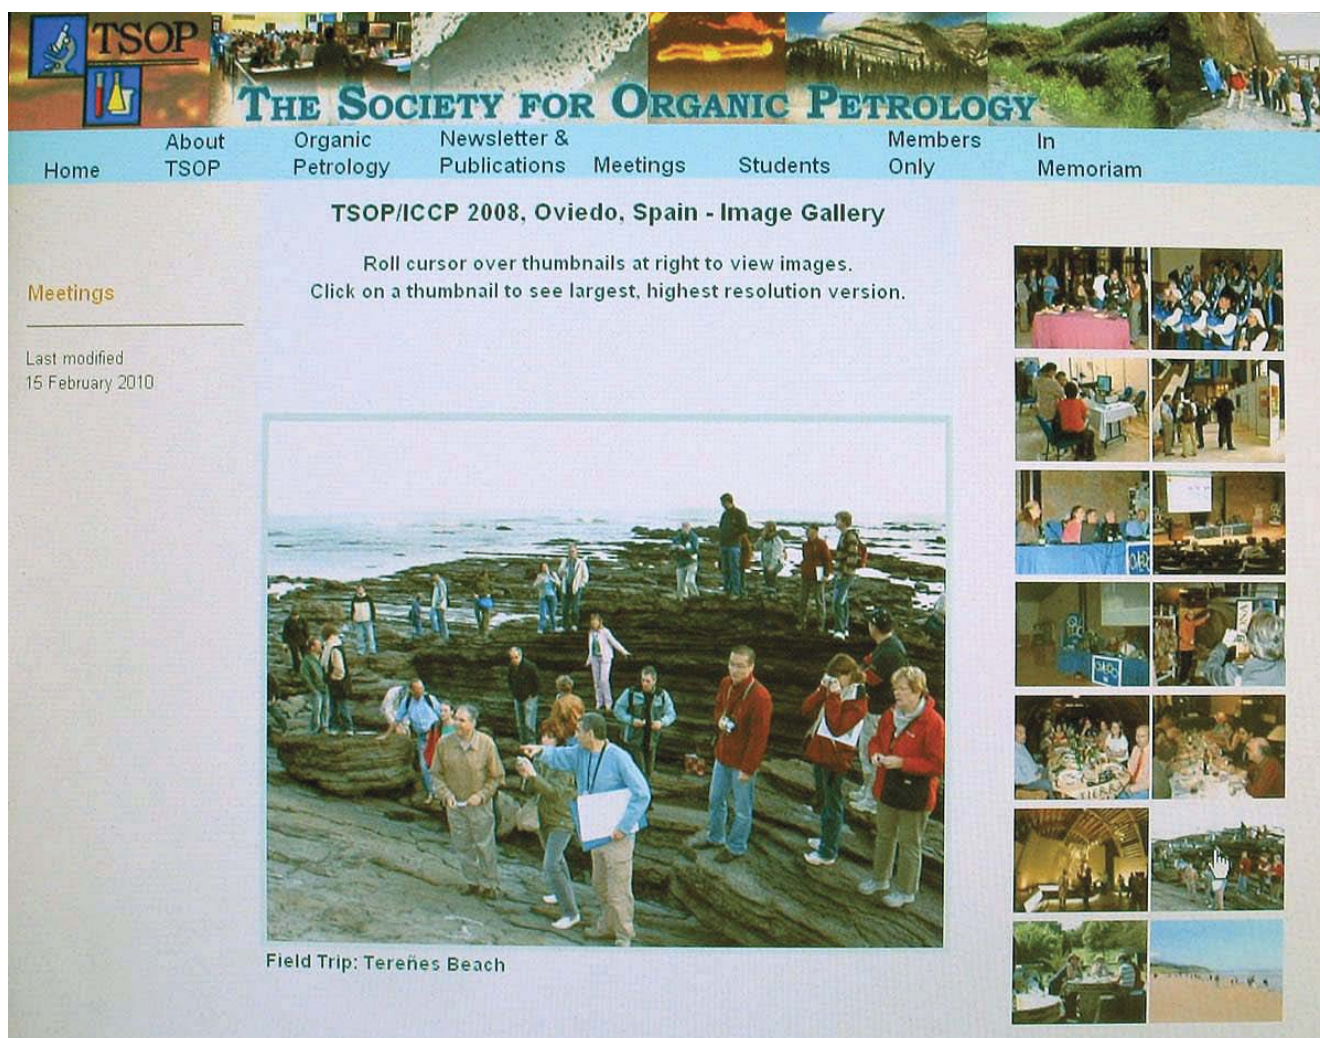 TSOP
THE SOCIETY FOR ORGANIC PETROLOGY
Home
About
TSOP
Organic
Petrology
Newsletter &
Publications
Meetings
Students
Members
Only
In
Memoriam
TSOP/ICCP 2008, Oviedo, Spain - Image Gallery
Roll cursor over thumbnails at right to view images.
Click on a thumbnail to see largest, highest resolution version.
Meetings
Last modified
15 February 2010
Field Trip: Tereñes Beach